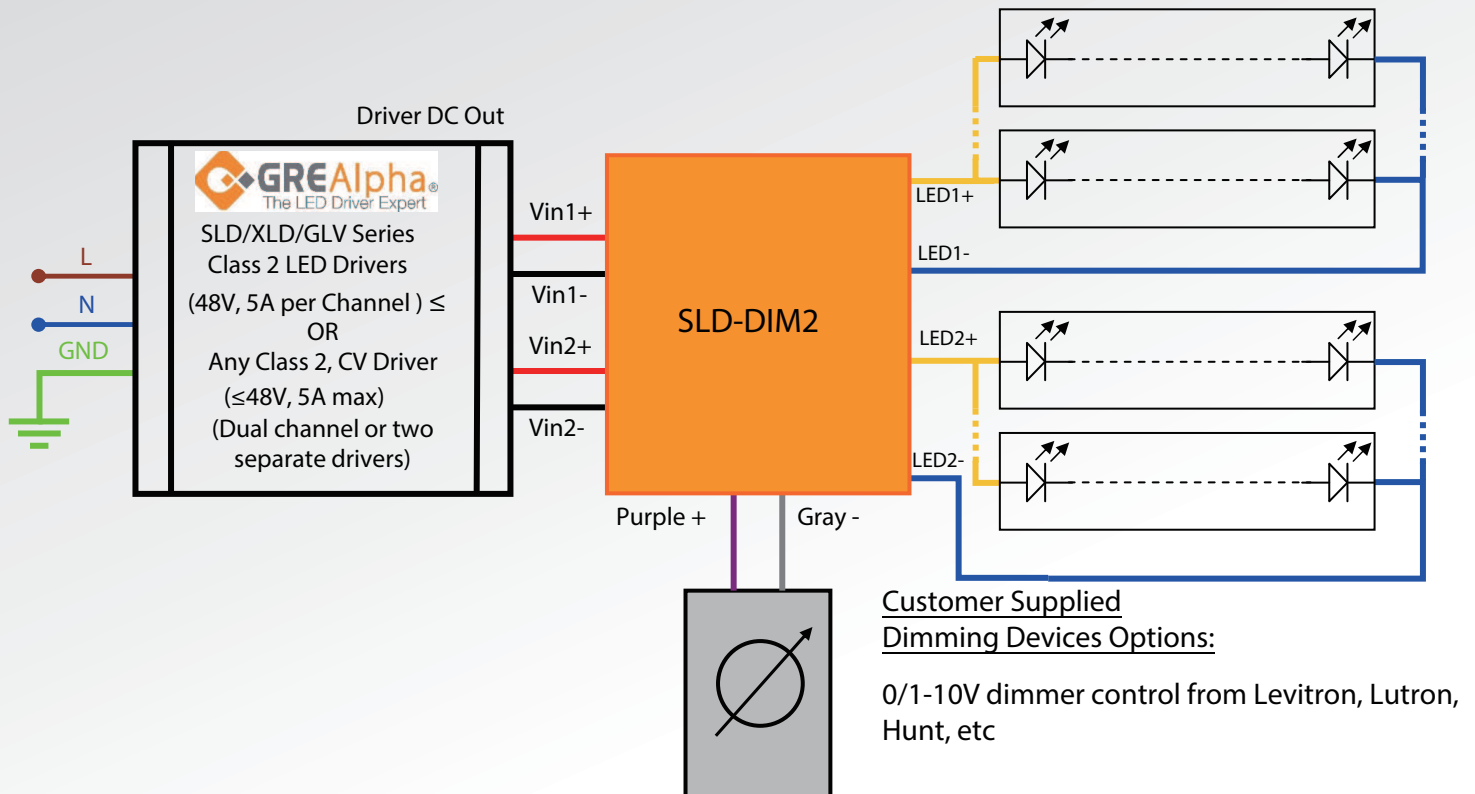 Driver DC Out
GREAlpha®
The LED Driver Expert
SLD/XLD/GLV Series
Class 2 LED Drivers
(48V, 5A per Channel ) ≤
OR
Any Class 2, CV Driver
(≤48V, 5A max)
(Dual channel or two
separate drivers)
L
N
GND
Vin1+
Vin1-
Vin2+
Vin2-
SLD-DIM2
LED1+
LED1-
LED2+
LED2-
Purple +
Gray -
Customer Supplied
Dimming Devices Options:
0/1-10V dimmer control from Levitron, Lutron,
Hunt, etc